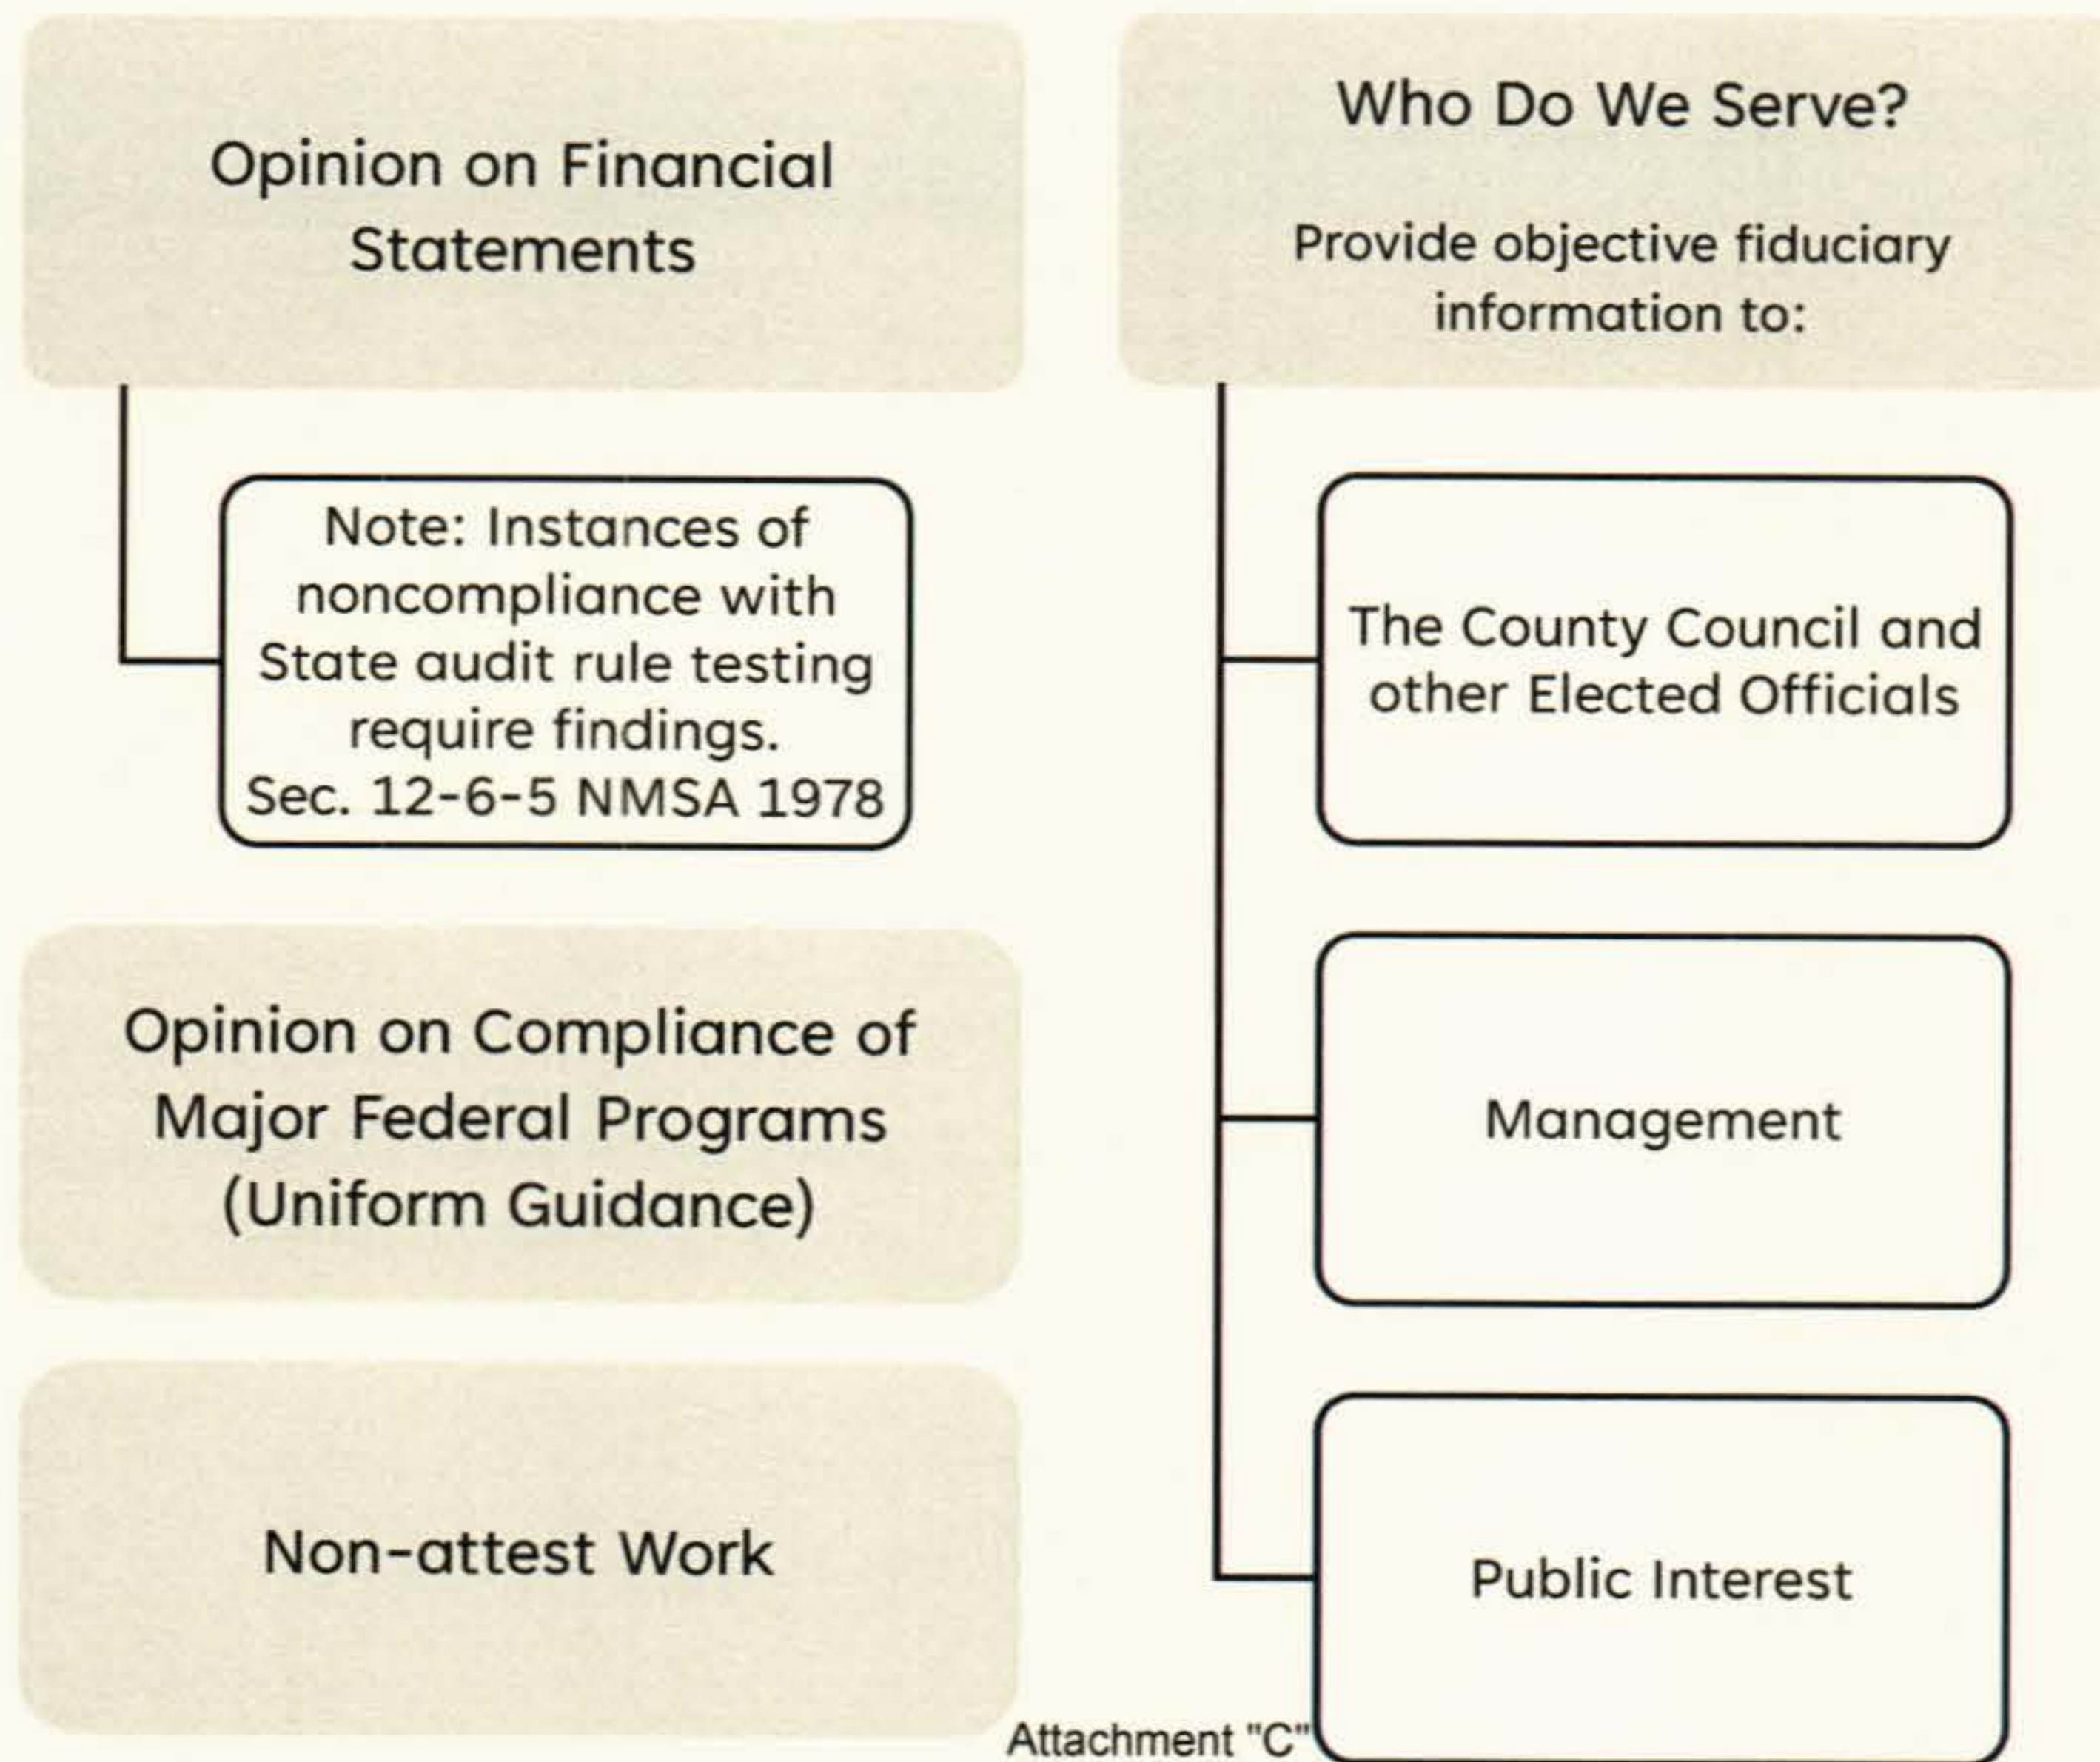 Opinion on Financial
Statements
Note: Instances of
noncompliance with
State audit rule testing
require findings.
Sec. 12-6-5 NMSA 1978
Opinion on Compliance of
Major Federal Programs
(Uniform Guidance)
Non-attest Work
Who Do We Serve?
Provide objective fiduciary
information to:
The County Council and
other Elected Officials
Management
Public Interest
Attachment "C"